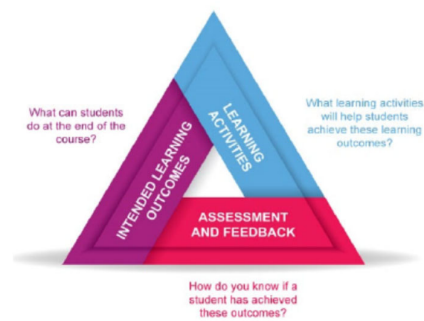 What can students
do at the end of the
course?
INTENDED LEARNING
OUTCOMES
LEARNING
ACTIVITIES
What learning activities
will help students
achieve these learning
outcomes?
ASSESSMENT
AND FEEDBACK
How do you know if a
student has achieved
these outcomes?